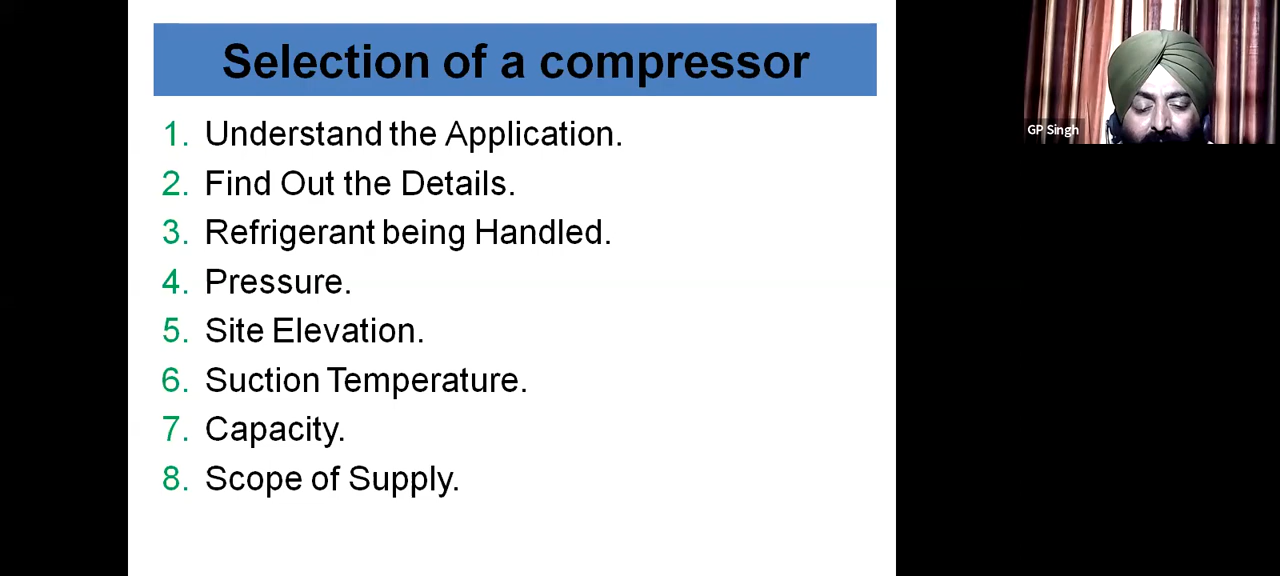 Selection of a compressor
1. Understand the Application.
2. Find Out the Details.
3. Refrigerant being Handled.
4. Pressure.
5. Site Elevation.
6. Suction Temperature.
7. Capacity.
8. Scope of Supply.
GP Singh